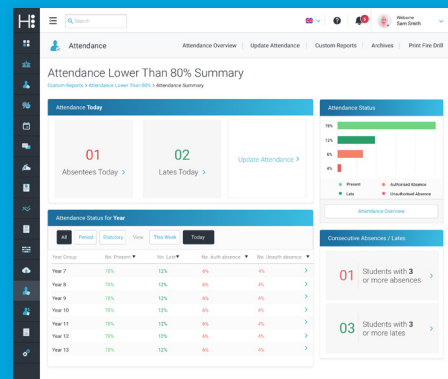 H:
Search
Welcome
Sam Smith
Attendance
Attendance Overview
Update Attendance
Custom Reports
Archives
Print Fire Drill
Attendance Lower Than 80% Summary
Custom Reports > Attendance Lower Than 80% > Attendance Summary
Attendance Today
01
Absentees Today >
02
Lates Today >
Update Attendance >
Attendance Status
78%
12%
6%
4%
Present
Authorised Absence
Late
Unauthorised Absence
Attendance Overview
Attendance Status for Year
All Period Statutory View This Week Today
Year Group No. Present No. Late No. Auth absence No. Unauth absence
Year 7 78% 12% 6% 4%
Year 8 78% 12% 6% 4%
Year 9 78% 12% 6% 4%
Year 10 78% 12% 6% 4%
Year 11 78% 12% 6% 4%
Year 12 78% 12% 6% 4%
Year 13 78% 12% 6% 4%
Consecutive Absences / Lates
01 Students with 3
or more absences
03 Students with 3
or more lates